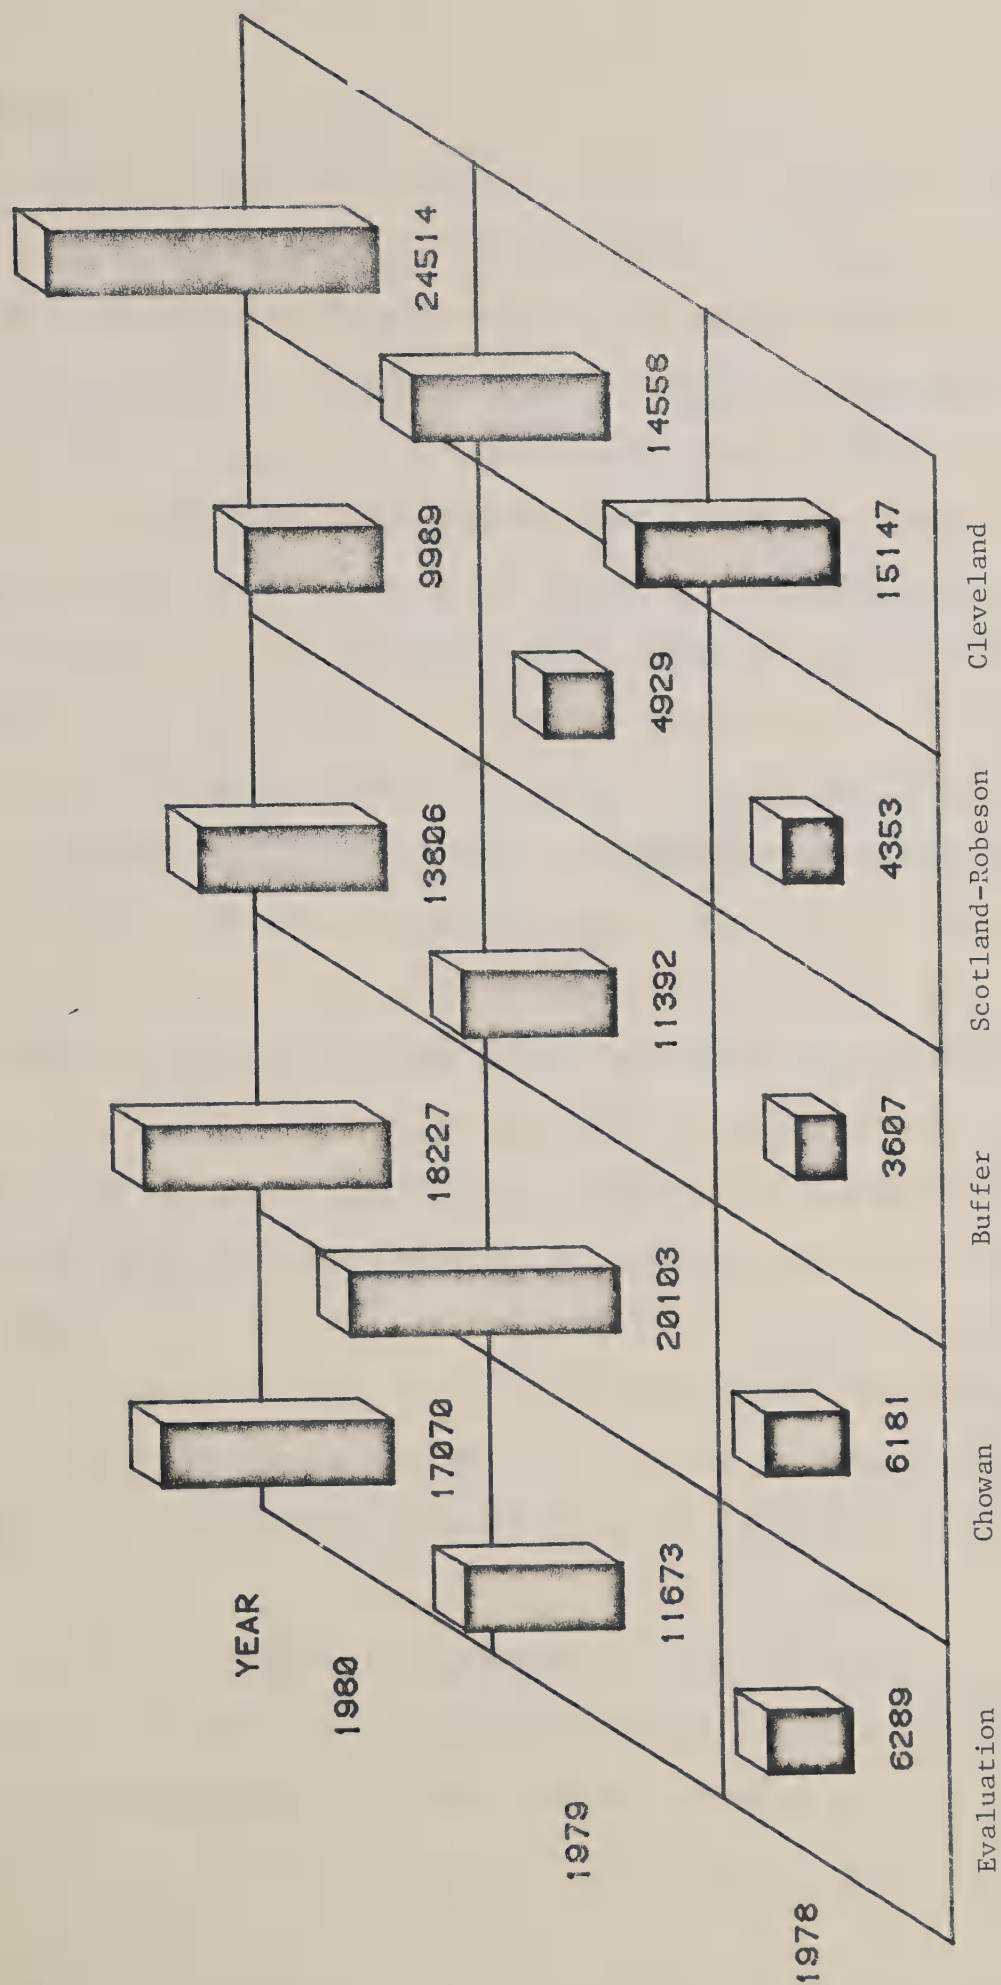 YEAR
1980
17070 18227 13806 9989 24514
1979
11673 20103 11392 4929 14558
1978
6289 6181 3607 4353 15147
Evaluation Chowan Buffer Scotland-Robeson Cleveland